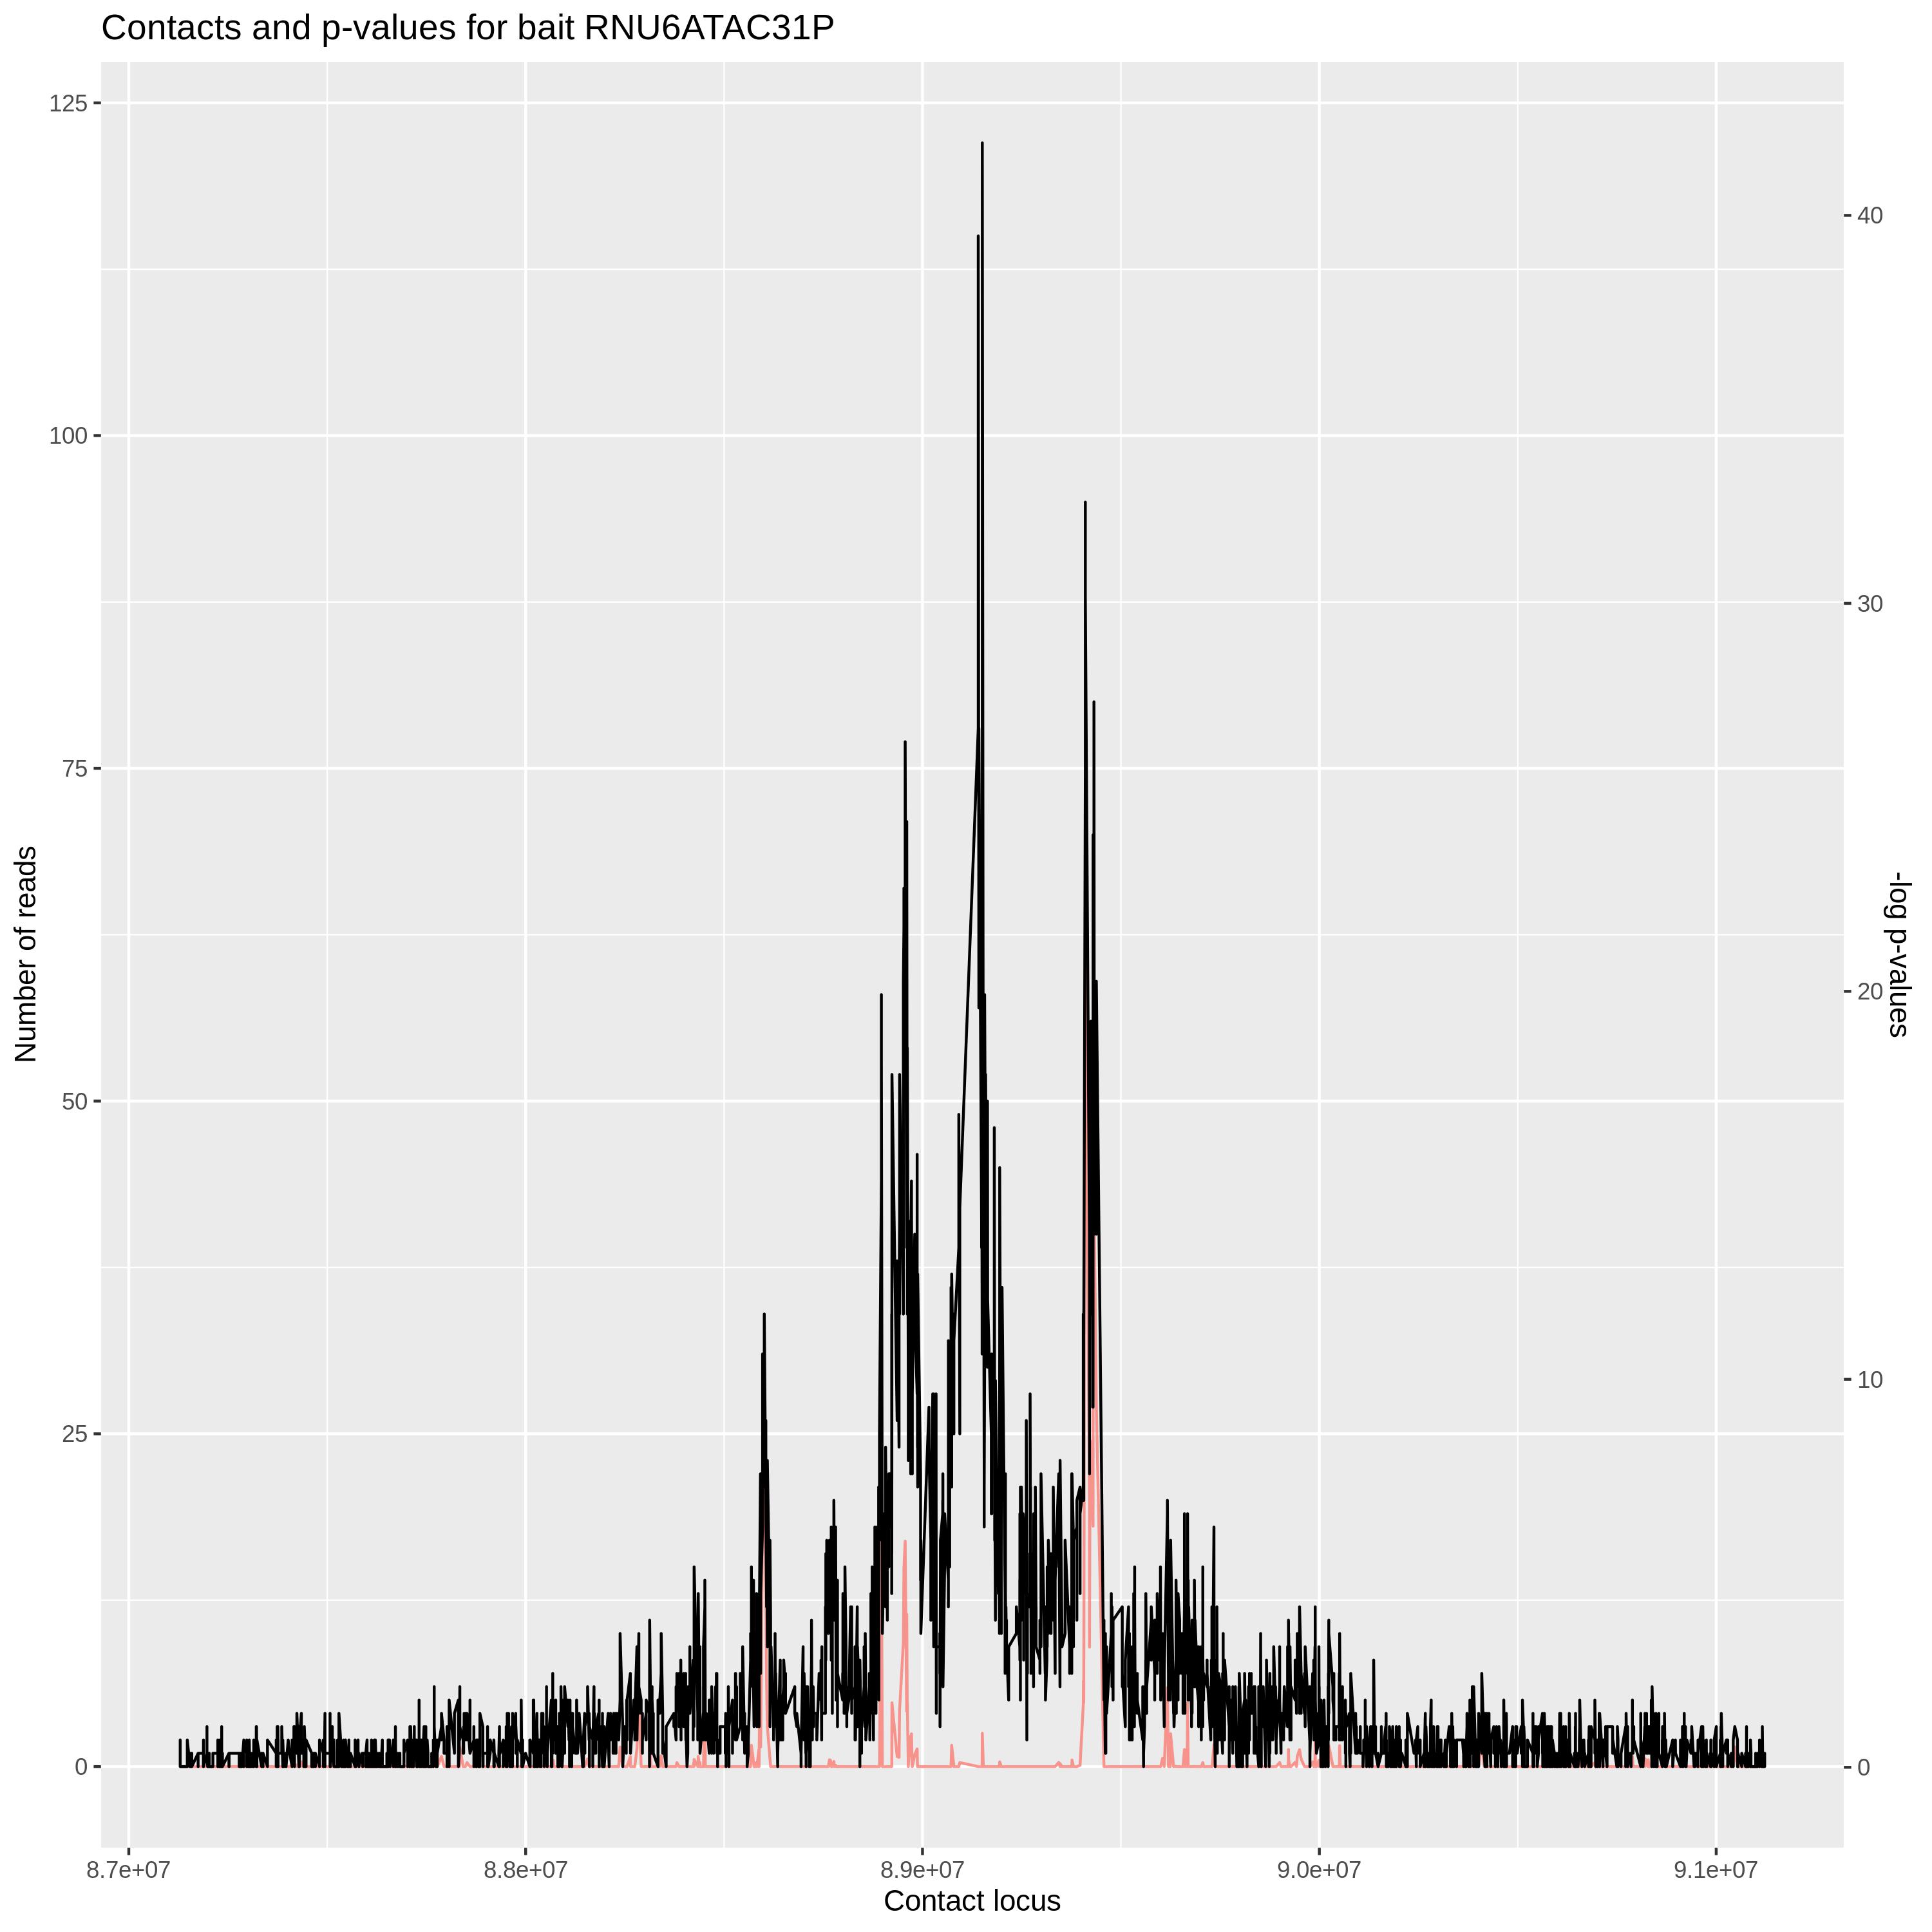 Contacts and p-values for bait RNU6ATAC31P
125
100
75
50
25
0
Number of reads
40
30
20
10
0
-log p-values
8.7e+07 8.8e+07 8.9e+07 9.0e+07 9.1e+07
Contact locus